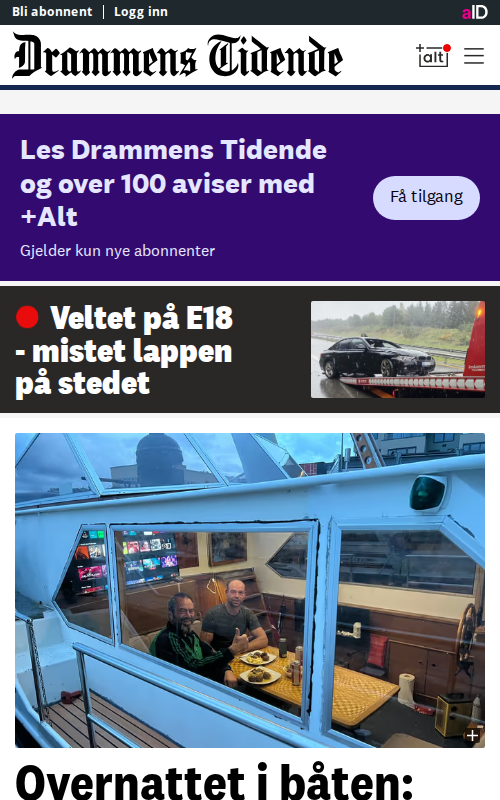 Bli abonnent
Logg inn
aID
Drammens Tidende
+alt
Les Drammens Tidende
og over 100 aviser med
+Alt
Gjelder kun nye abonnenter
Få tilgang
Veltet på E18
- mistet lappen
på stedet
Overnattet i båten: